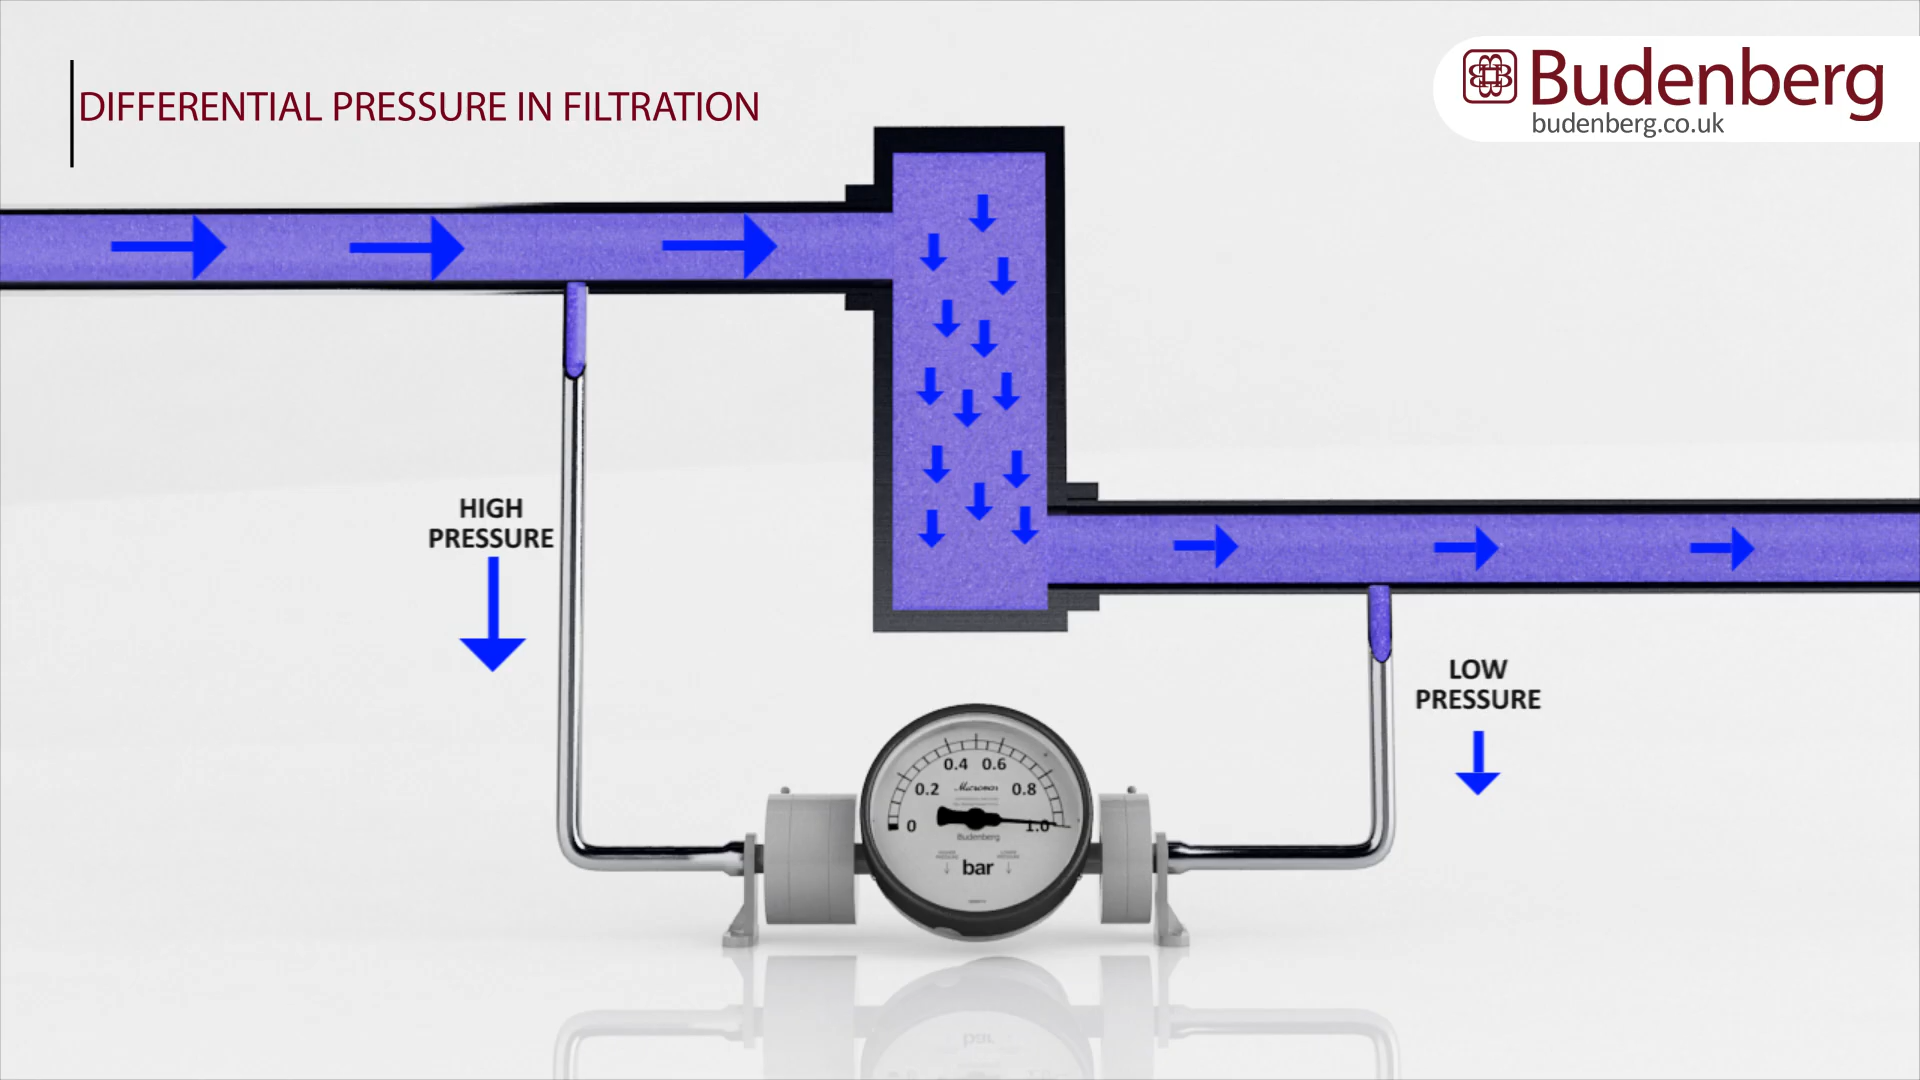 DIFFERENTIAL PRESSURE IN FILTRATION
Budenberg
budenberg.co.uk
HIGH
PRESSURE
LOW
PRESSURE
0.4 0.6
0.2 0.8
0 1.0
Budenberg
bar